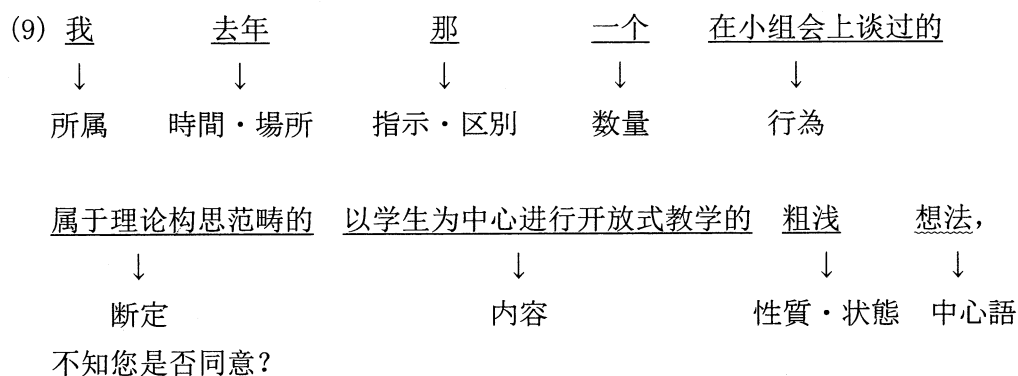 (9) 我 去年 那 一个 在小组会上谈过的
↓ ↓ ↓ ↓ ↓
所属 時間・場所 指示・区別 数量 行為
属于理论构思范畴的 以学生为中心进行开放式教学的 粗浅 想法，
↓ ↓ ↓ ↓
断定 内容 性質・状態 中心語
不知您是否同意？